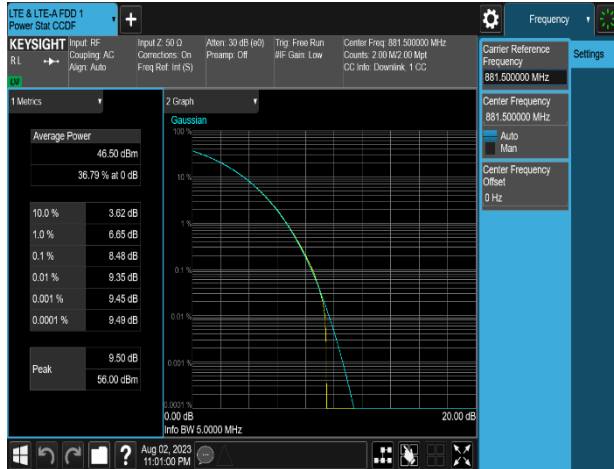 LTE & LTE-A FDD 1
Power Stat CCDF
+
Frequency
KEYSIGHT
RL
Input: RF
Coupling: AC
Align: Auto
Input Z: 50 Ω
Corrections: On
Freq Ref: Int (S)
Atten: 30 dB (e0)
Preamp: Off
Trig: Free Run
#IF Gain: Low
Center Freq: 881.500000 MHz
Counts: 2.00 M/2.00 Mpt
CC Info: Downlink, 1 CC
Carrier Reference
Frequency
881.500000 MHz
Settings
Center Frequency
881.500000 MHz
Auto
Man
Center Frequency
Offset
0 Hz
1 Metrics
Average Power
46.50 dBm
36.79 % at 0 dB
10.0 % 3.62 dB
1.0 % 6.65 dB
0.1 % 8.48 dB
0.01 % 9.35 dB
0.001 % 9.45 dB
0.0001 % 9.49 dB
Peak
9.50 dB
56.00 dBm
2 Graph
Gaussian
100 %
10 %
1 %
0.1 %
0.01 %
0.001 %
0.0001 %
0.00 dB 20.00 dB
Info BW 5.0000 MHz
?
Aug 02, 2023
11:01:00 PM